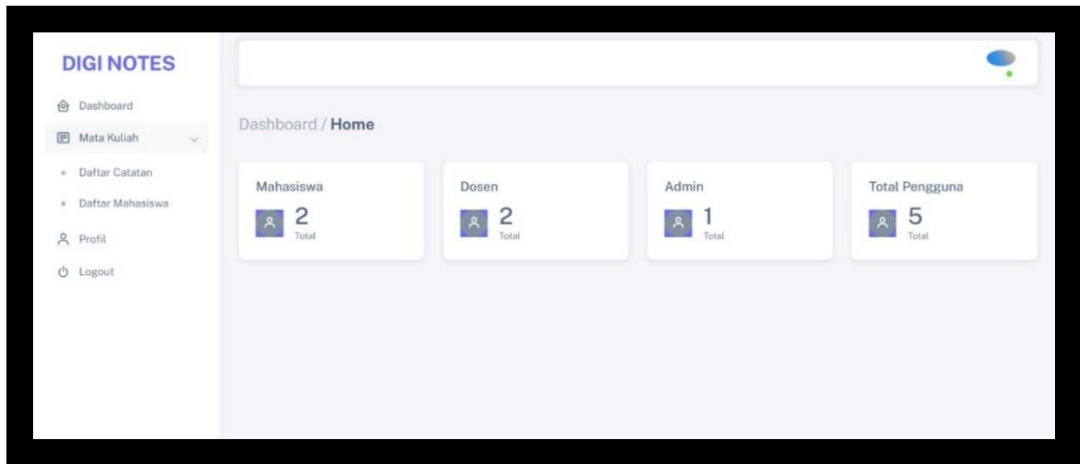 DIGI NOTES
Dashboard
Mata Kuliah
Daftar Catatan
Daftar Mahasiswa
Profil
Logout
Dashboard / Home
Mahasiswa
2
Total
Dosen
2
Total
Admin
1
Total
Total Pengguna
5
Total